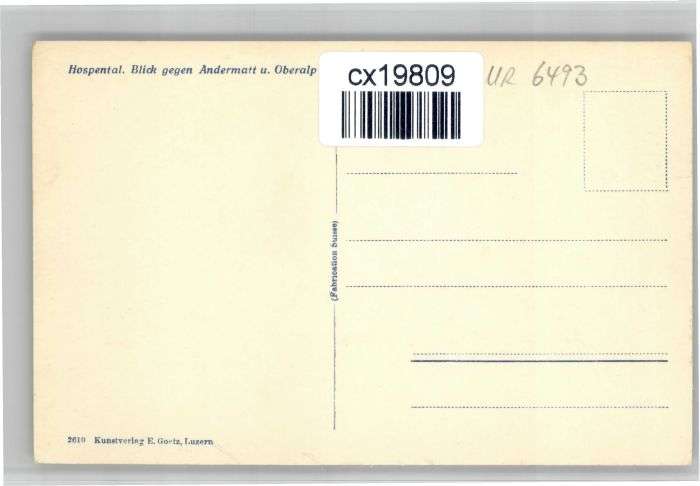 Hospental. Blick gegen Andermatt u. Oberalp
cx19809
UR 6493
(Fabrication Suisse)
2610 Kunstverlag E. Goetz, Luzern